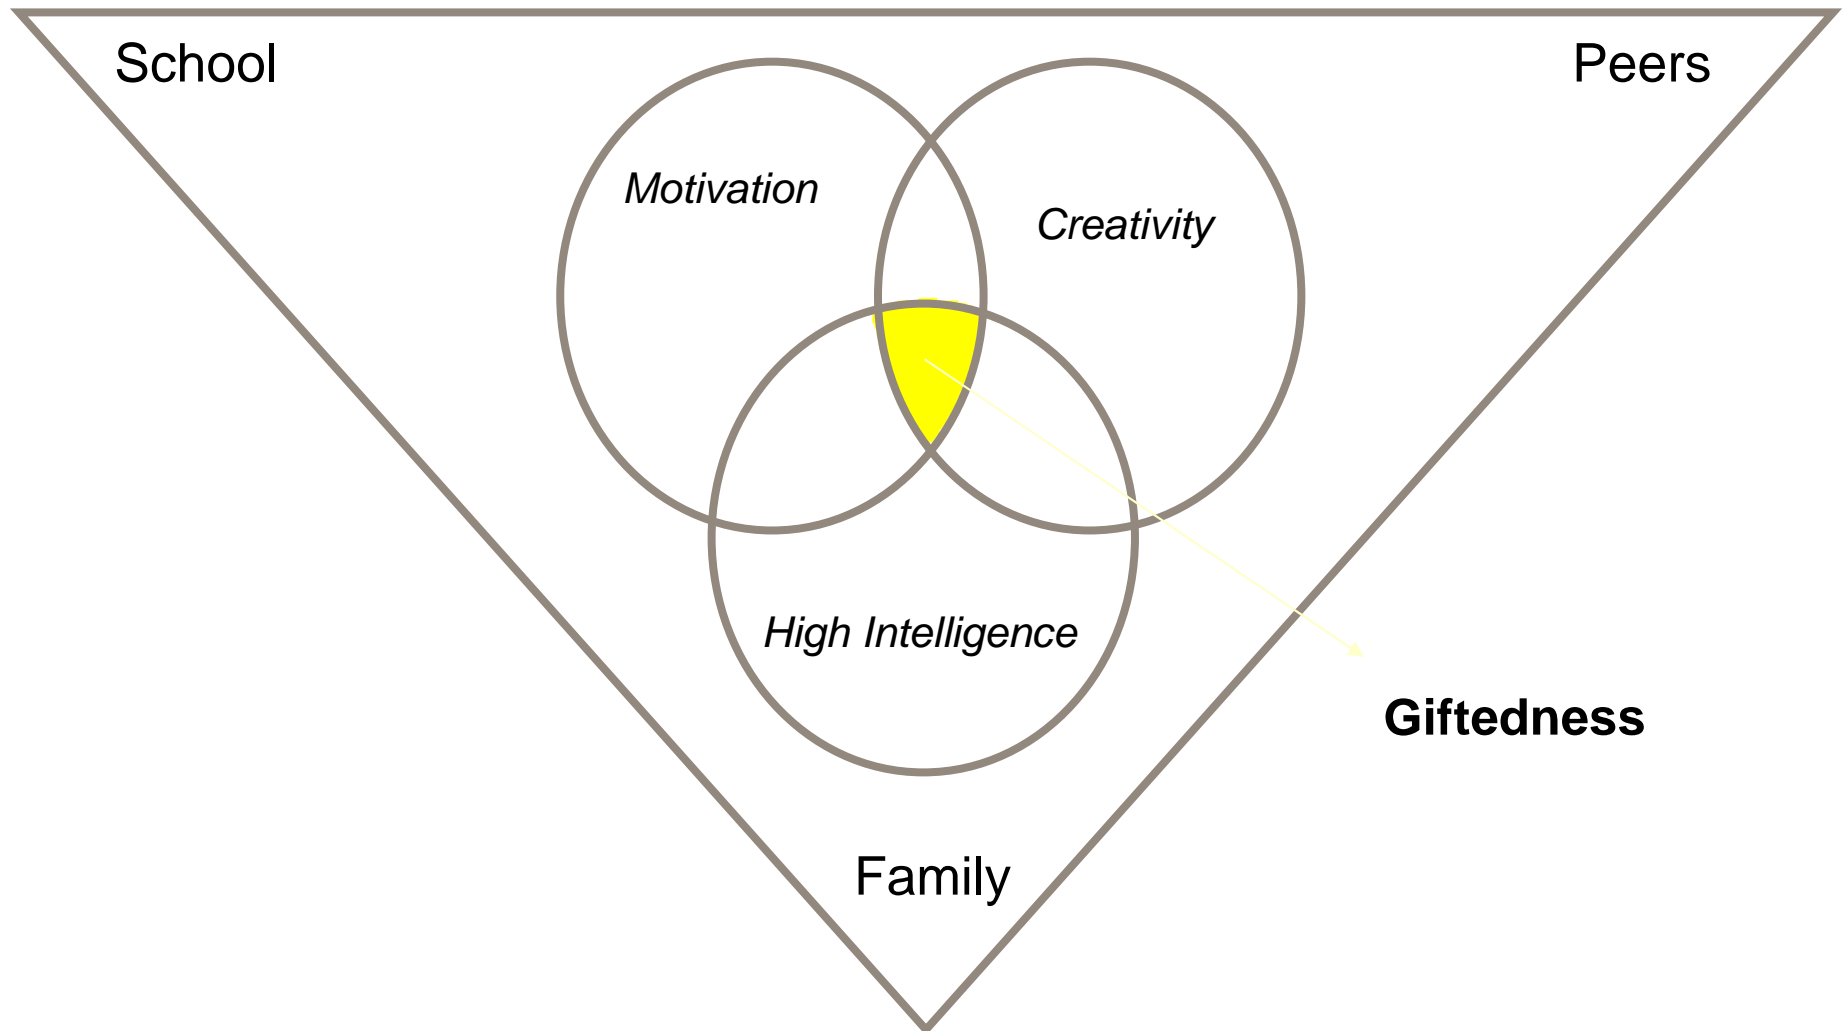 School
Peers
Motivation
Creativity
High Intelligence
Giftedness
Family